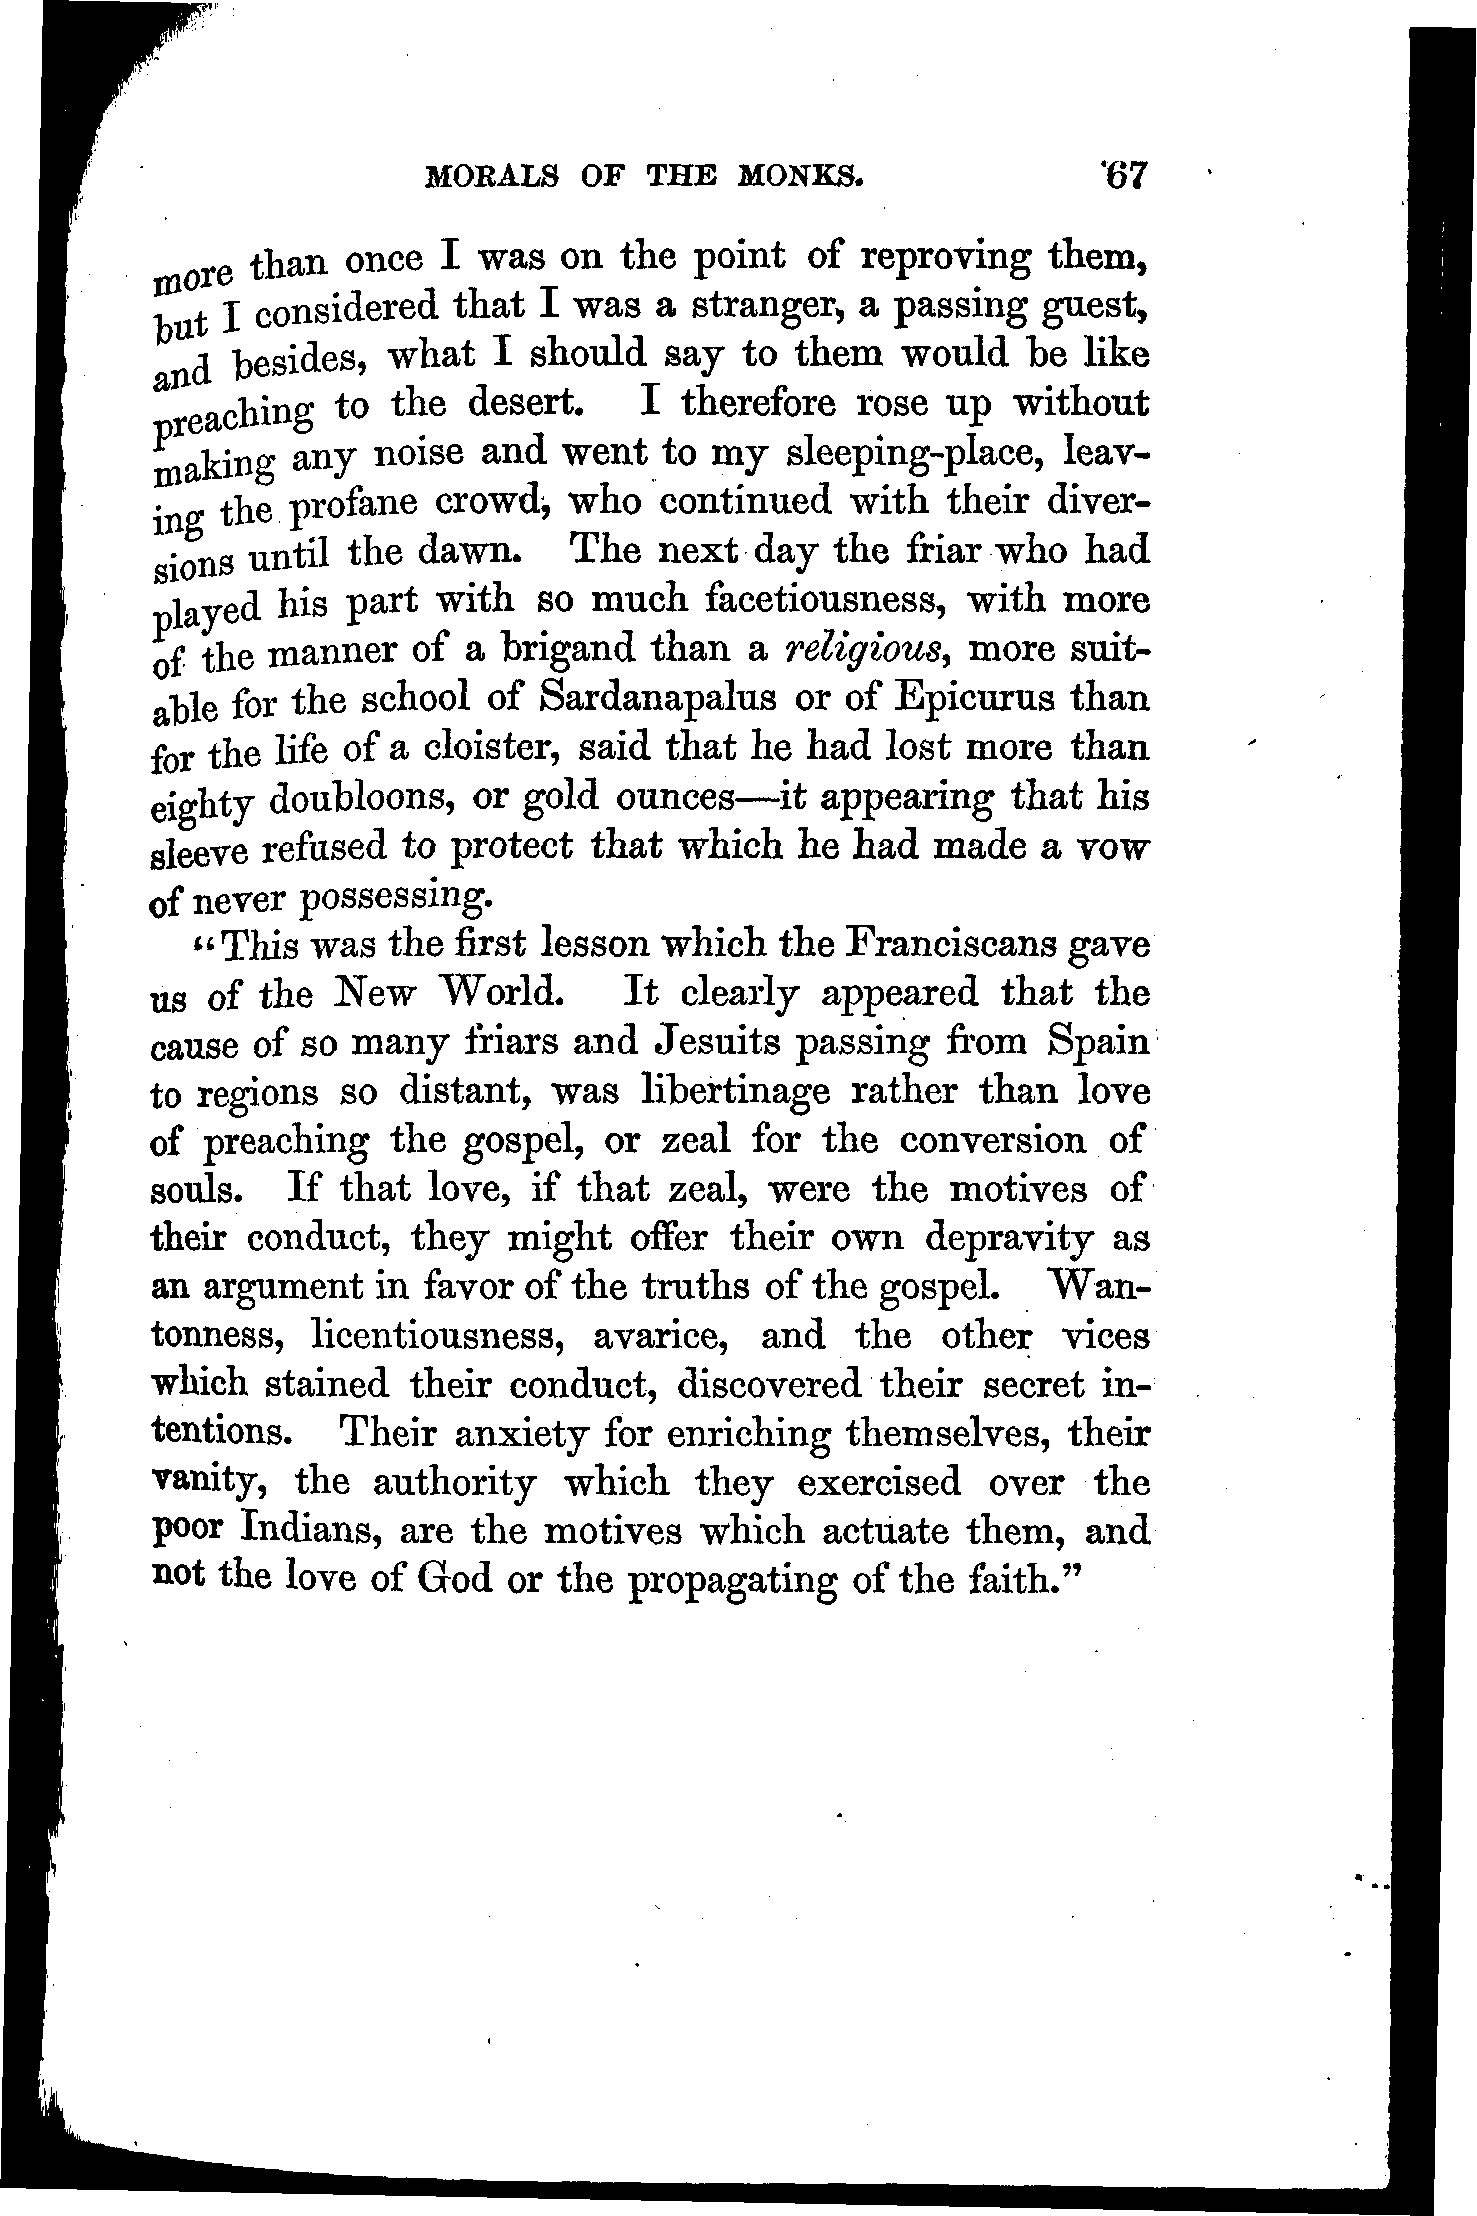 MORALS OF THE MONKS. 67
more than once I was on the point of reproving them,
but I considered that I was a stranger, a passing guest,
and besides, what I should say to them would be like
preaching to the desert. I therefore rose up without
making any noise and went to my sleeping-place, leav-
ing the profane crowd, who continued with their diver-
sions until the dawn. The next day the friar who had
played his part with so much facetiousness, with more
of the manner of a brigand than a religious, more suit-
able for the school of Sardanapalus or of Epicurus than
for the life of a cloister, said that he had lost more than
eighty doubloons, or gold ounces—it appearing that his
sleeve refused to protect that which he had made a vow
of never possessing.
“This was the first lesson which the Franciscans gave
us of the New World. It clearly appeared that the
cause of so many friars and Jesuits passing from Spain
to regions so distant, was libertinage rather than love
of preaching the gospel, or zeal for the conversion of
souls. If that love, if that zeal, were the motives of
their conduct, they might offer their own depravity as
an argument in favor of the truths of the gospel. Wan-
tonness, licentiousness, avarice, and the other vices
which stained their conduct, discovered their secret in-
tentions. Their anxiety for enriching themselves, their
vanity, the authority which they exercised over the
poor Indians, are the motives which actuate them, and
not the love of God or the propagating of the faith.”